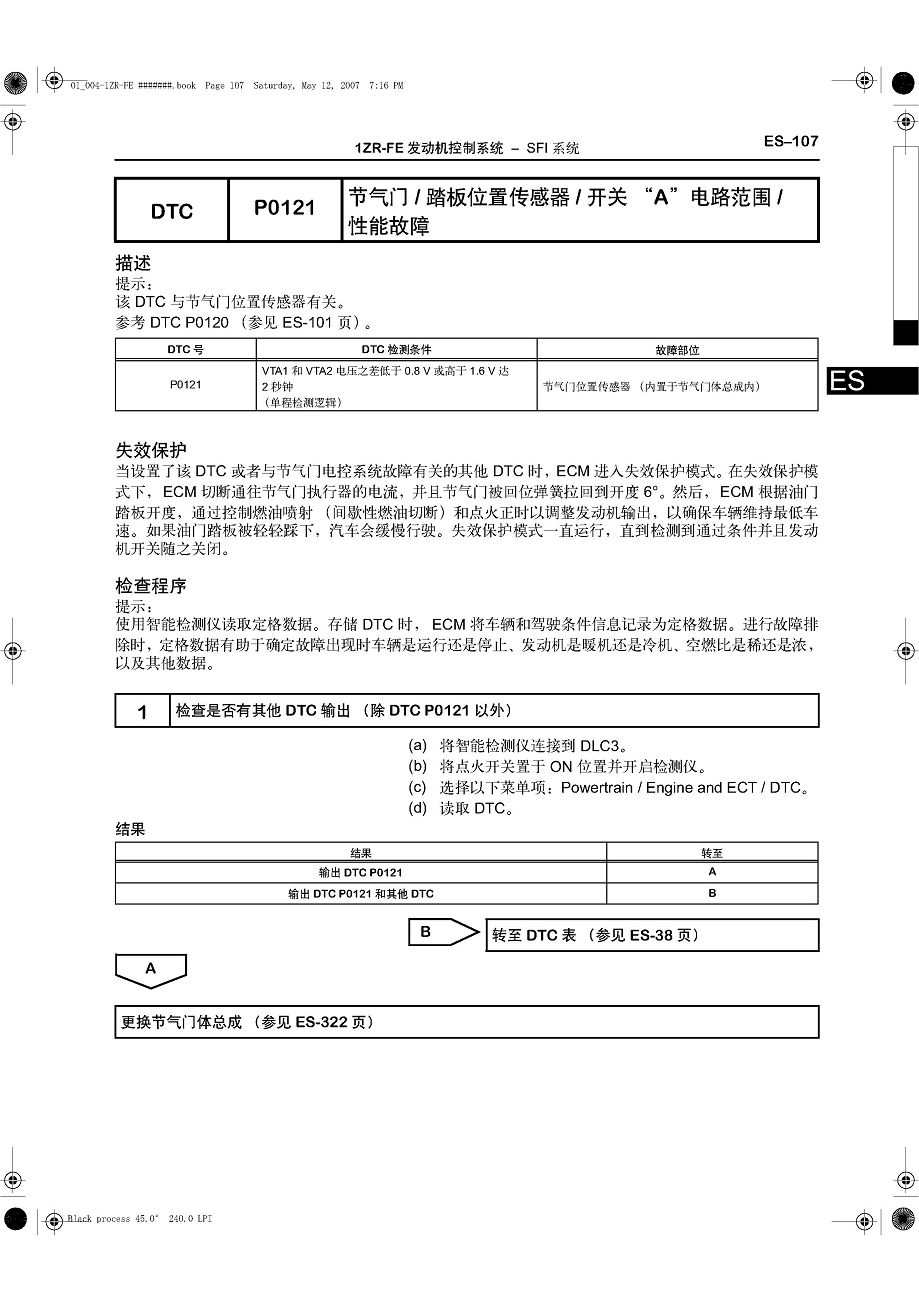 01_004-1ZR-FE #######.book Page 107 Saturday, May 12, 2007 7:16 PM
1ZR-FE 发动机控制系统 – SFI 系统
ES–107
DTC
P0121
节气门 / 踏板位置传感器 / 开关 “A” 电路范围 /
性能故障
描述
提示：
该 DTC 与节气门位置传感器有关。
参考 DTC P0120 （参见 ES-101 页）。
DTC 号
DTC 检测条件
故障部位
P0121
VTA1 和 VTA2 电压之差低于 0.8 V 或高于 1.6 V 达
2 秒钟
（单程检测逻辑）
节气门位置传感器 （内置于节气门体总成内）
ES
失效保护
当设置了该 DTC 或者与节气门电控系统故障有关的其他 DTC 时，ECM 进入失效保护模式。在失效保护模
式下， ECM 切断通往节气门执行器的电流，并且节气门被回位弹簧拉回到开度 6°。然后， ECM 根据油门
踏板开度，通过控制燃油喷射 （间歇性燃油切断）和点火正时以调整发动机输出，以确保车辆维持最低车
速。如果油门踏板被轻轻踩下，汽车会缓慢行驶。失效保护模式一直运行，直到检测到通过条件并且发动
机开关随之关闭。
检查程序
提示：
使用智能检测仪读取定格数据。存储 DTC 时， ECM 将车辆和驾驶条件信息记录为定格数据。进行故障排
除时，定格数据有助于确定故障出现时车辆是运行还是停止、发动机是暖机还是冷机、空燃比是稀还是浓，
以及其他数据。
1
检查是否有其他 DTC 输出 （除 DTC P0121 以外）
(a) 将智能检测仪连接到 DLC3。
(b) 将点火开关置于 ON 位置并开启检测仪。
(c) 选择以下菜单项：Powertrain / Engine and ECT / DTC。
(d) 读取 DTC。
结果
结果
转至
输出 DTC P0121
A
输出 DTC P0121 和其他 DTC
B
B
转至 DTC 表 （参见 ES-38 页）
A
更换节气门体总成 （参见 ES-322 页）
Black process 45.0° 240.0 LPI